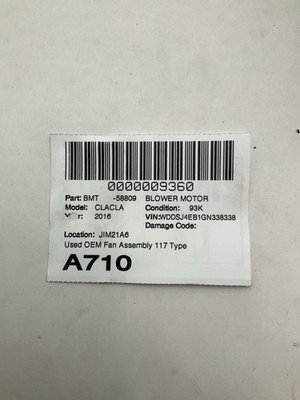 0000009360
Part: BMT -58809 BLOWER MOTOR
Model: CLACLA Condition: 93K
Year: 2016 VIN:WDDSJ4EB1GN338338
Damage Code:
Location: JIM21A6
Used OEM Fan Assembly 117 Type
A710